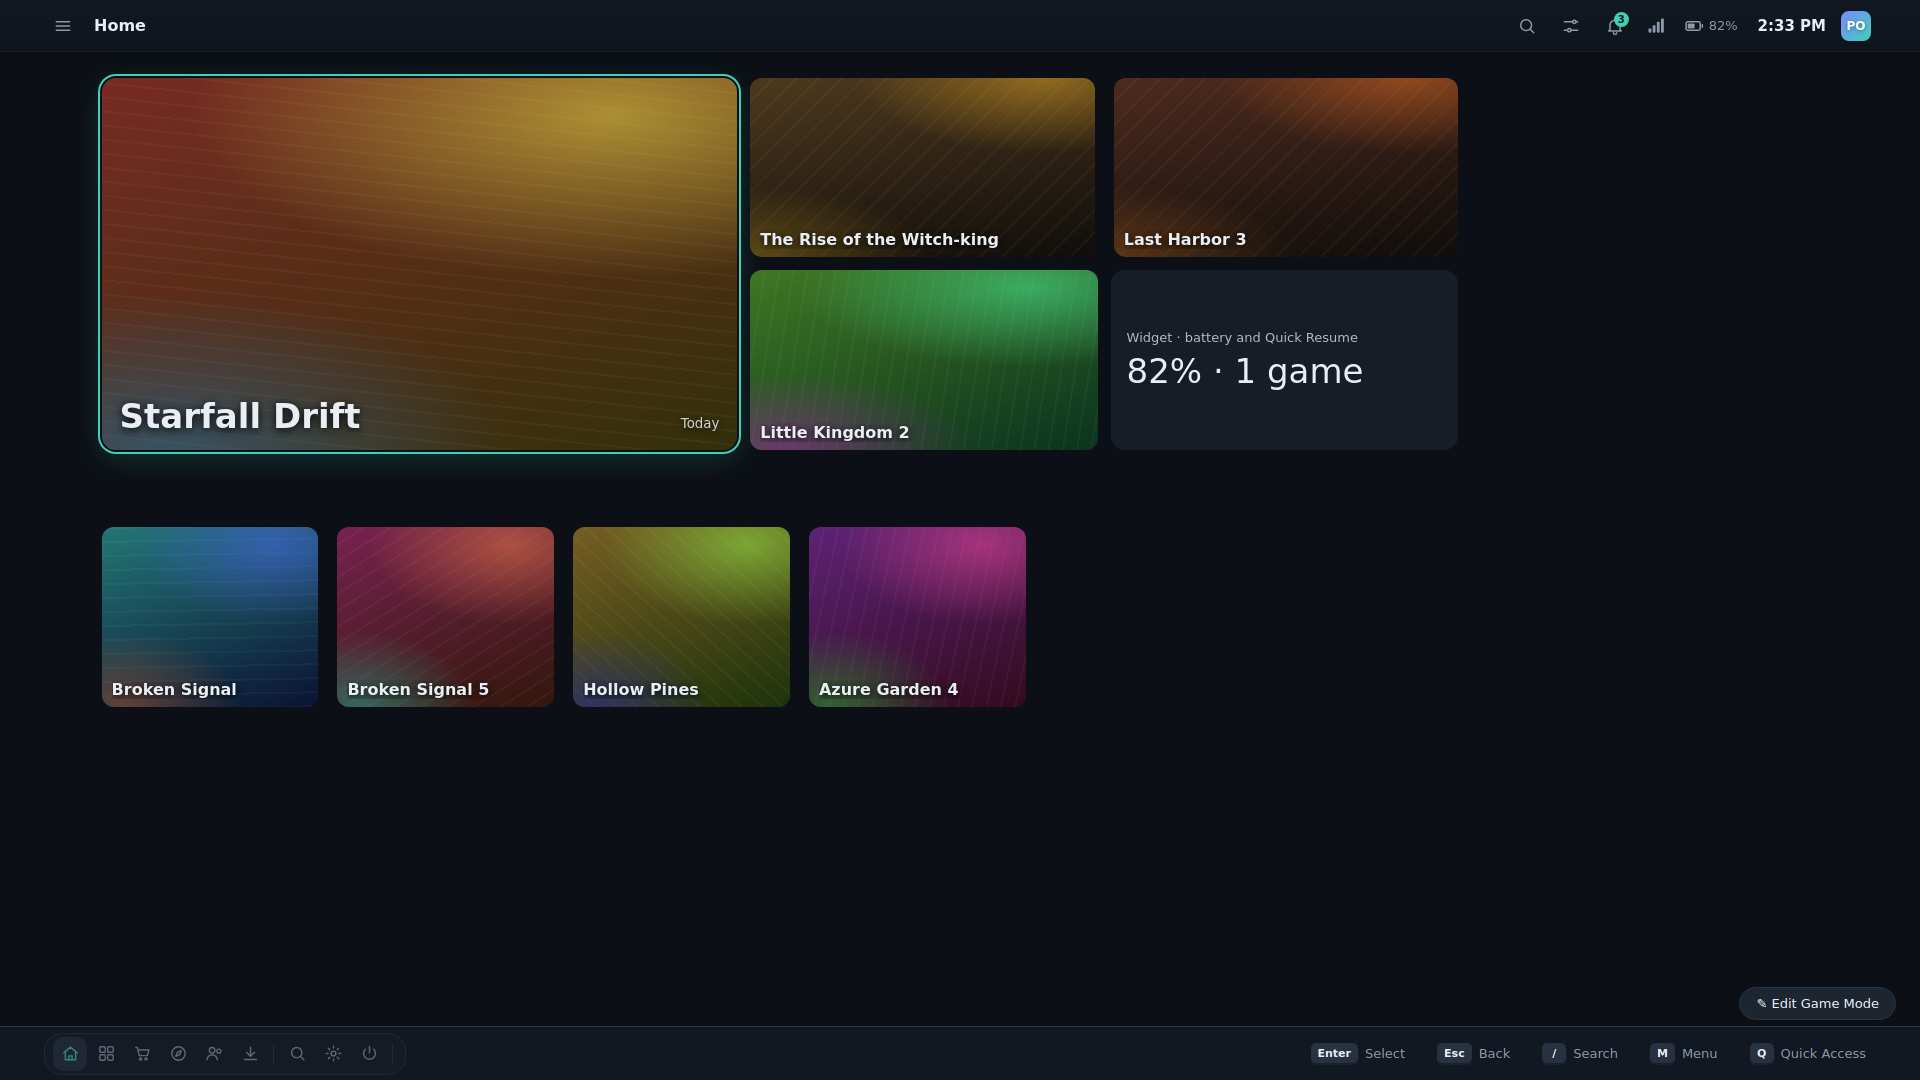 Home
3
82%
2:33 PM
PO
Starfall Drift
Today
The Rise of the Witch-king
Last Harbor 3
Little Kingdom 2
Widget · battery and Quick Resume
82% · 1 game
Broken Signal
Broken Signal 5
Hollow Pines
Azure Garden 4
✎ Edit Game Mode
Enter Select
Esc Back
/ Search
M Menu
Q Quick Access